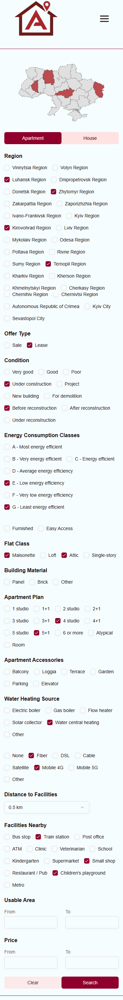 A
Apartment House
Region
Vinnytsia Region Volyn Region
Luhansk Region Dnipropetrovsk Region
Donetsk Region Zhytomyr Region
Zakarpattia Region Zaporizhzhia Region
Ivano-Frankivsk Region Kyiv Region
Kirovohrad Region Lviv Region
Mykolaiv Region Odesa Region
Poltava Region Rivne Region
Sumy Region Ternopil Region
Kharkiv Region Kherson Region
Khmelnytskyi Region Cherkasy Region
Chernihiv Region Chernivtsi Region
Autonomous Republic of Crimea Kyiv City
Sevastopol City
Offer Type
Sale Lease
Condition
Very good Good Poor
Under construction Project
New building For demolition
Before reconstruction After reconstruction
Under reconstruction
Energy Consumption Classes
A - Most energy efficient
B - Very energy efficient C - Energy efficient
D - Average energy efficiency
E - Low energy efficiency
F - Very low energy efficiency
G - Least energy efficient
Furnished Easy Access
Flat Class
Maisonette Loft Attic Single-story
Building Material
Panel Brick Other
Apartment Plan
1 studio 1+1 2 studio 2+1
3 studio 3+1 4 studio 4+1
5 studio 5+1 6 or more Atypical
Room
Apartment Accessories
Balcony Loggia Terrace Garden
Parking Elevator
Water Heating Source
Electric boiler Gas boiler Flow heater
Solar collector Water central heating
Other
None Fiber DSL Cable
Satellite Mobile 4G Mobile 5G
Other
Distance to Facilities
0.5 km
Facilities Nearby
Bus stop Train station Post office
ATM Clinic Veterinarian School
Kindergarten Supermarket Small shop
Restaurant / Pub Children's playground
Metro
Usable Area
From To
Price
From To
Clear Search